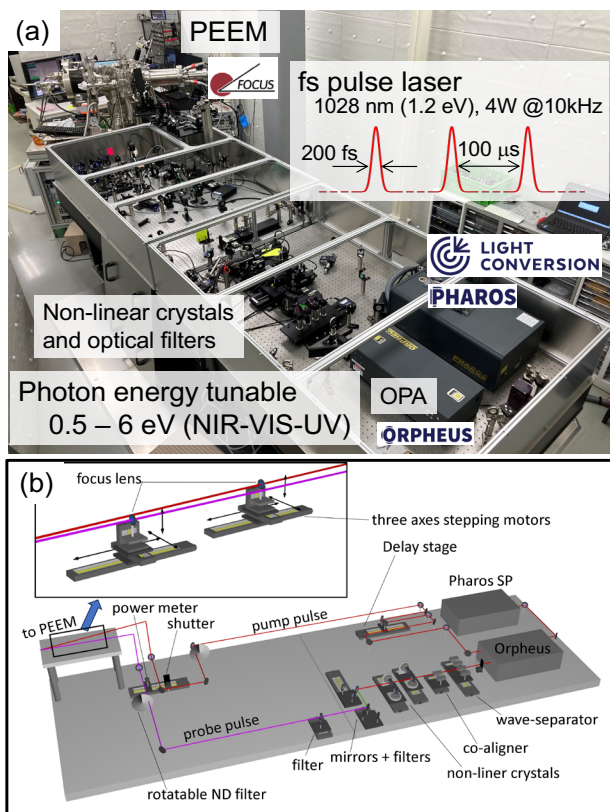 (a)
PEEM
FOCUS
fs pulse laser
1028 nm (1.2 eV), 4W @10kHz
200 fs
100 μs
LIGHT
CONVERSION
PHAROS
Non-linear crystals
and optical filters
PHAROS
Photon energy tunable
0.5 – 6 eV (NIR-VIS-UV)
OPA
ORPHEUS
(b)
focus lens
three axes stepping motors
Delay stage
Pharos SP
to PEEM
power meter
shutter
pump pulse
Orpheus
probe pulse
wave-separator
co-aligner
filter
mirrors + filters
non-liner crystals
rotatable ND filter